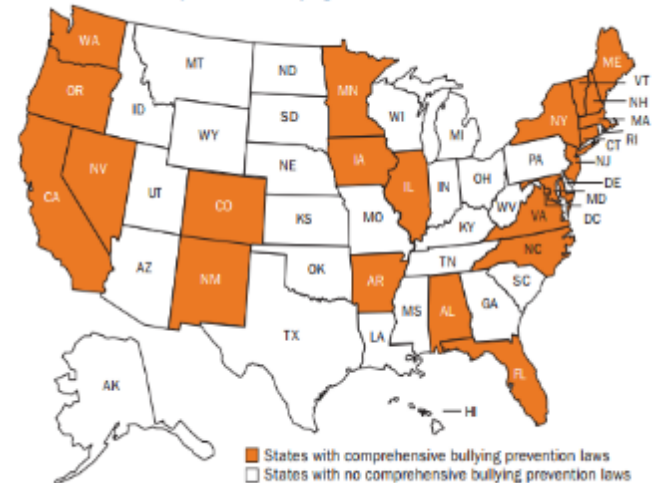 WA
ME
MT
ND
VT
MN
OR
NH
ID
SD
WI
NY
MA
WY
MI
RI
CT
IA
PA
NE
NJ
NV
IL
IN
OH
DE
UT
MD
CA
CO
WV
VA
DC
KS
MO
KY
NC
TN
AZ
OK
NM
AR
SC
MS
AL
GA
TX
LA
FL
AK
HI
States with comprehensive bullying prevention laws
States with no comprehensive bullying prevention laws